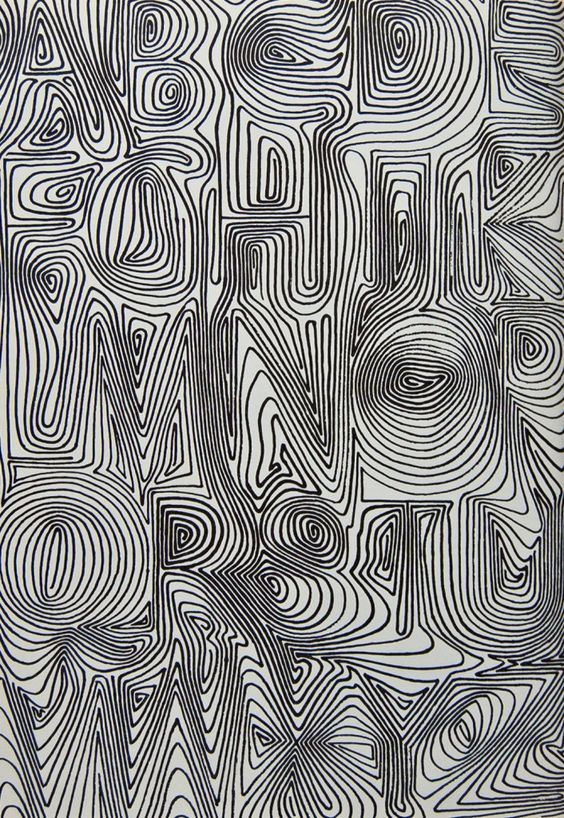 ABCDE
FGHIJK
LMNOP
QRSTU
VWXYZ